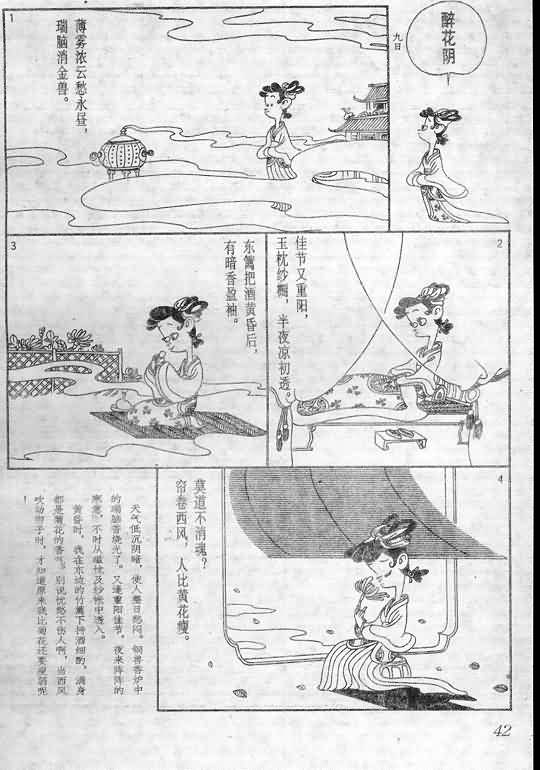 醉花阴
九日
1
薄雾浓云愁永昼,
瑞脑消金兽。
2
佳节又重阳,
玉枕纱橱,半夜凉初透。
3
东篱把酒黄昏后,
有暗香盈袖。
4
莫道不消魂?
帘卷西风,人比黄花瘦。
天气低沉阴暗,使人整日愁闷。铜兽香炉中
的瑞脑香烧光了。又逢重阳佳节,夜来阵阵的
寒意,不时从磁枕及纱帐中透入。
黄昏时,我在东边的竹篱下持酒细酌,满身
都是菊花的香气。别说忧愁不伤人啊,当西风
吹动帘子时,才知道原来我比菊花还要瘦弱呢
!
42